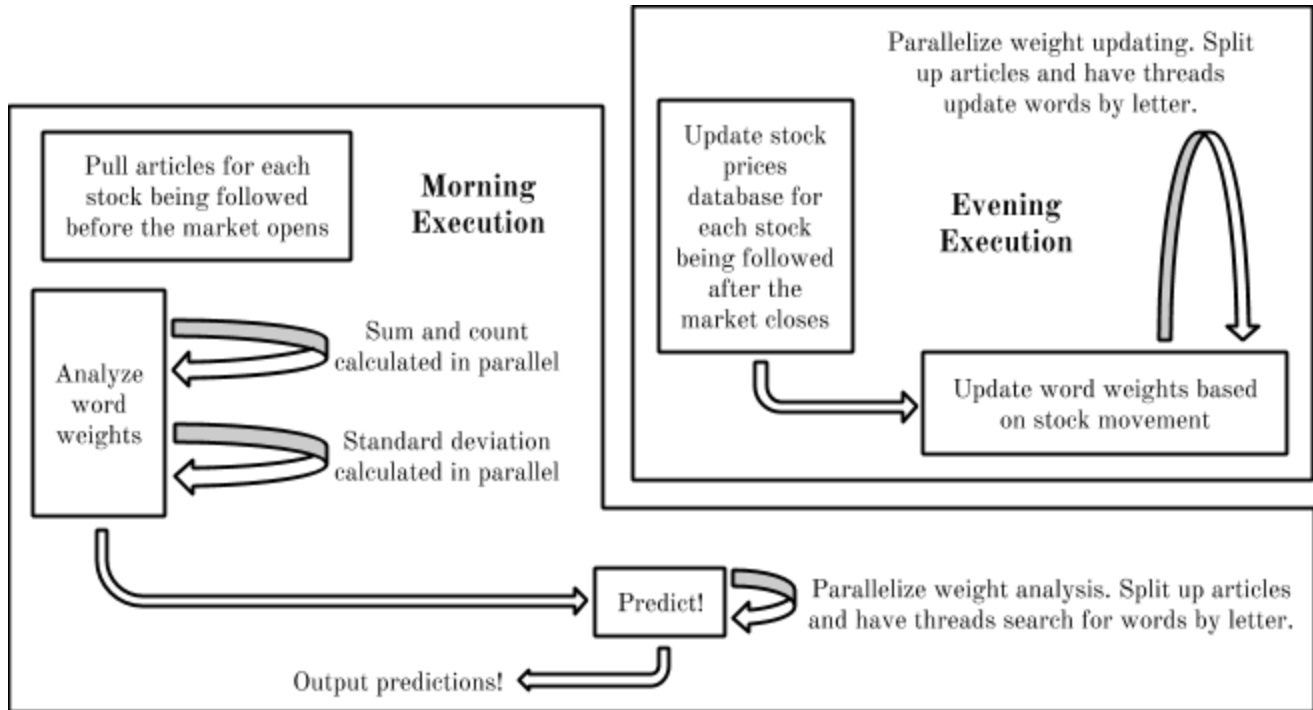 Pull articles for each
stock being followed
before the market opens
Morning
Execution
Analyze
word
weights
Sum and count
calculated in parallel
Standard deviation
calculated in parallel
Predict!
Parallelize weight analysis. Split up articles
and have threads search for words by letter.
Output predictions!
Update stock
prices
database for
each stock
being followed
after the
market closes
Evening
Execution
Parallelize weight updating. Split
up articles and have threads
update words by letter.
Update word weights based
on stock movement